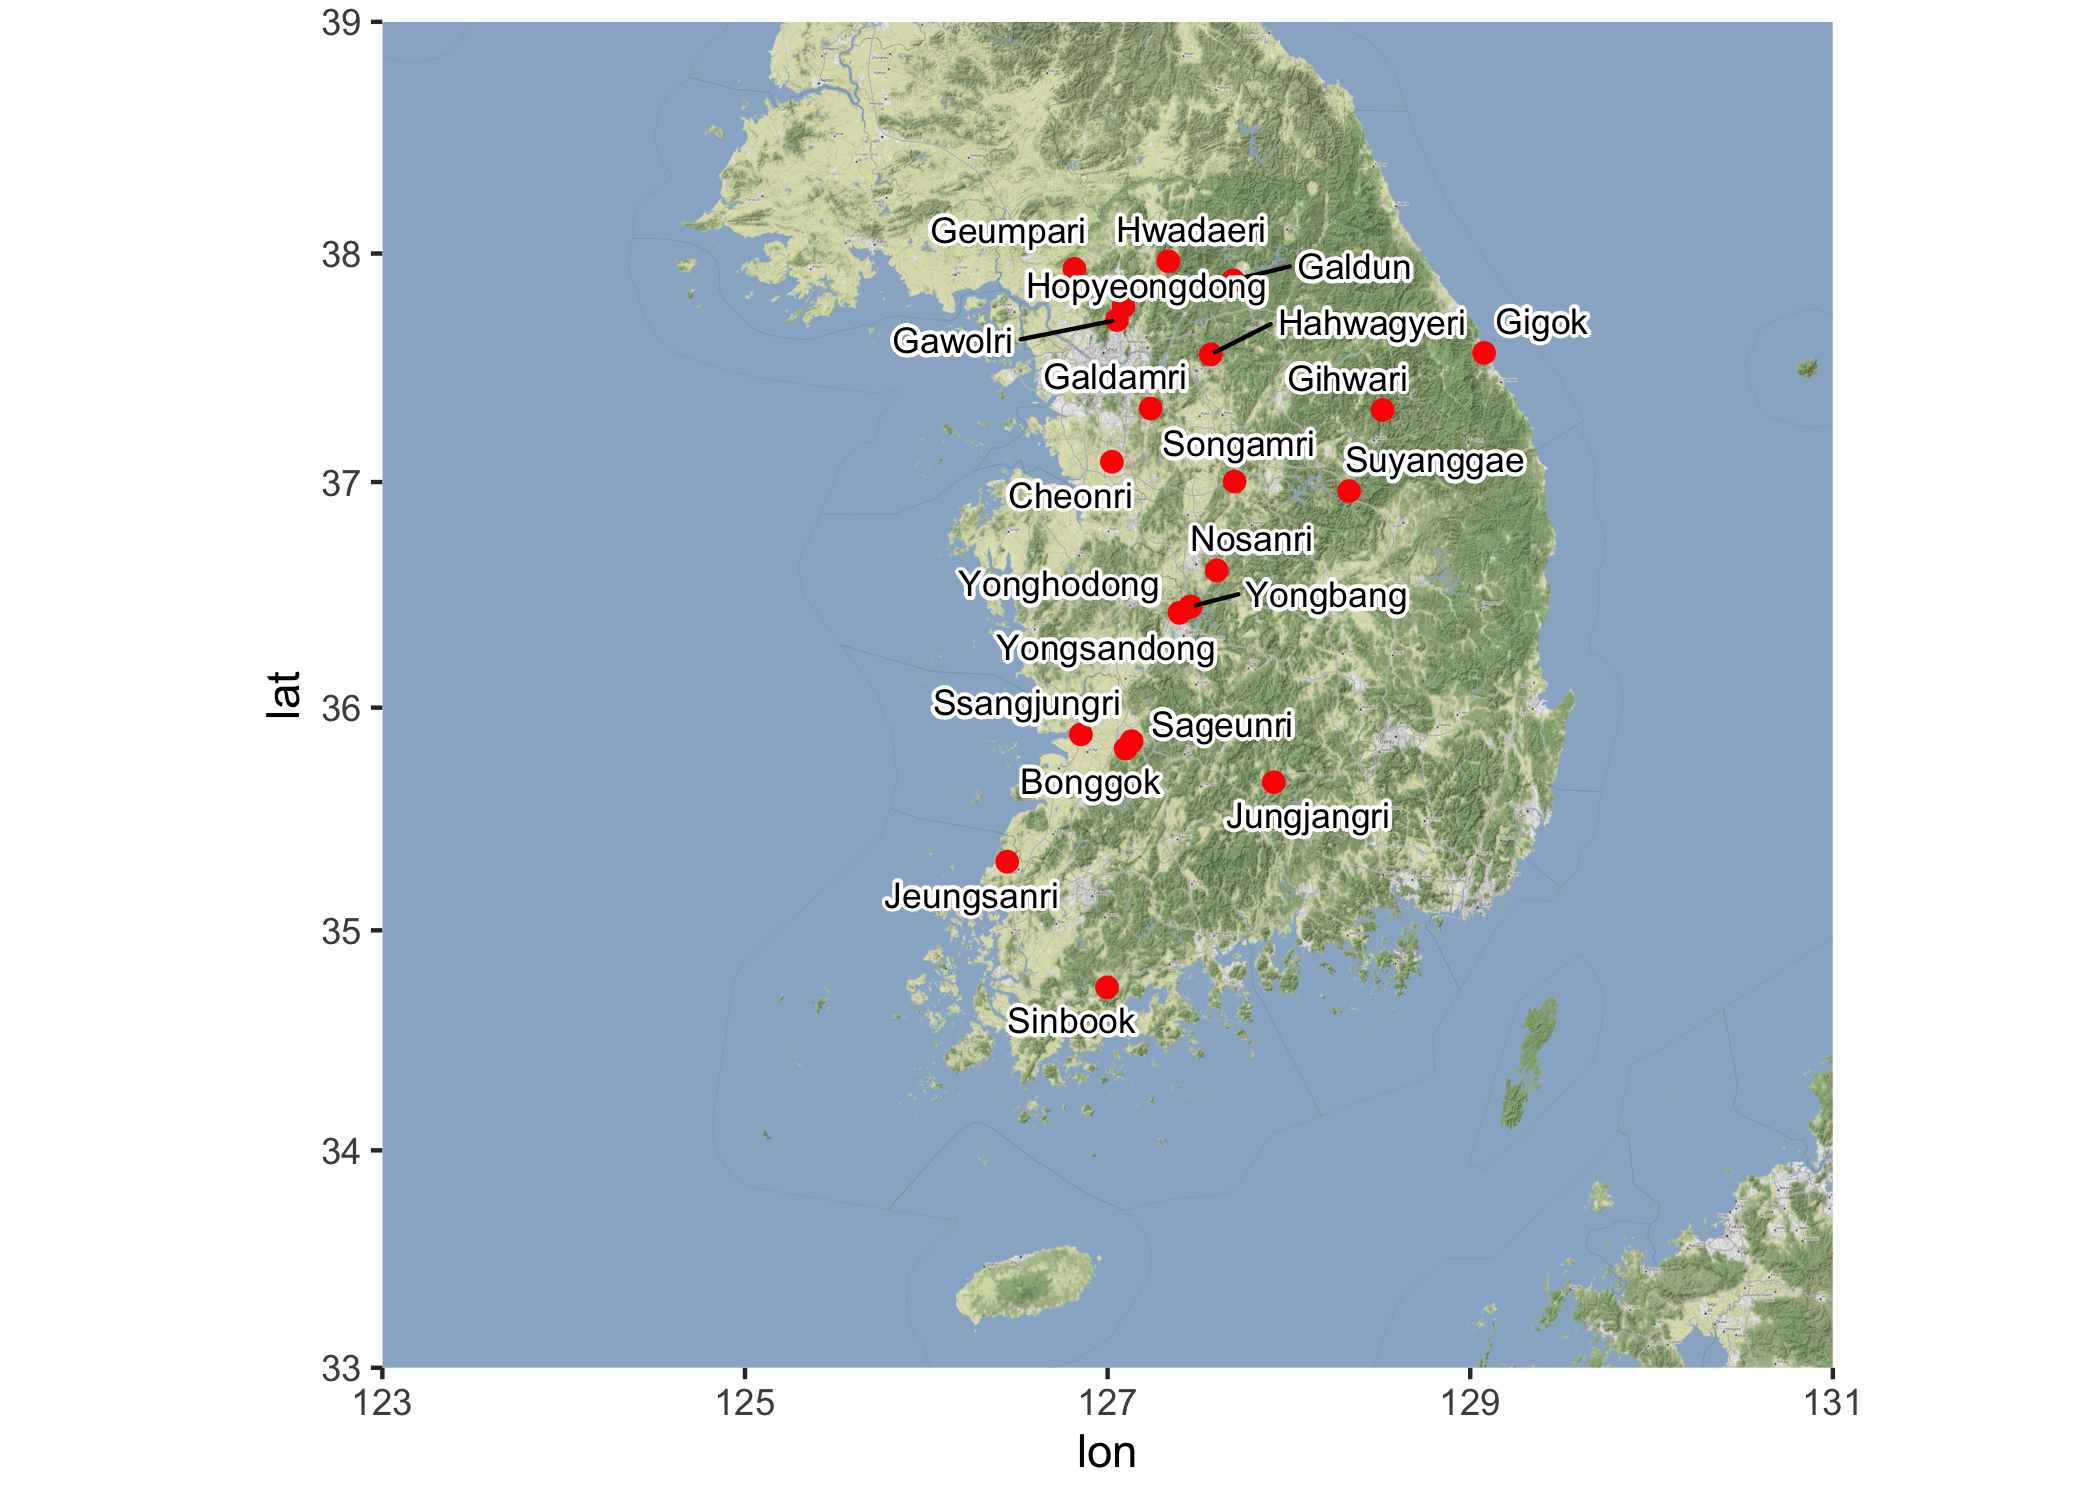 39
38
37
36
35
34
33
lat
Geumpari
Hwadaeri
Galdun
Hopyeongdong
Gawolri
Hahwagyeri
Gigok
Galdamri
Gihwari
Songamri
Suyanggae
Cheonri
Nosanri
Yonghodong
Yongbang
Yongsandong
Ssangjungri
Sageunri
Bonggok
Jungjangri
Jeungsanri
Sinbook
123
125
127
129
131
lon